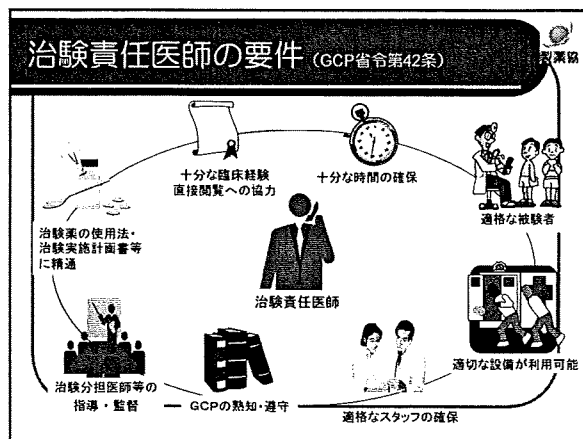 治験責任医師の要件 (GCP省令第42条)
製薬協
十分な臨床経験
直接閲覧への協力
十分な時間の確保
適格な被験者
治験薬の使用法・
治験実施計画書等
に精通
治験責任医師
適切な設備が利用可能
治験分担医師等の
指導・監督
GCPの熟知・遵守
適格なスタッフの確保